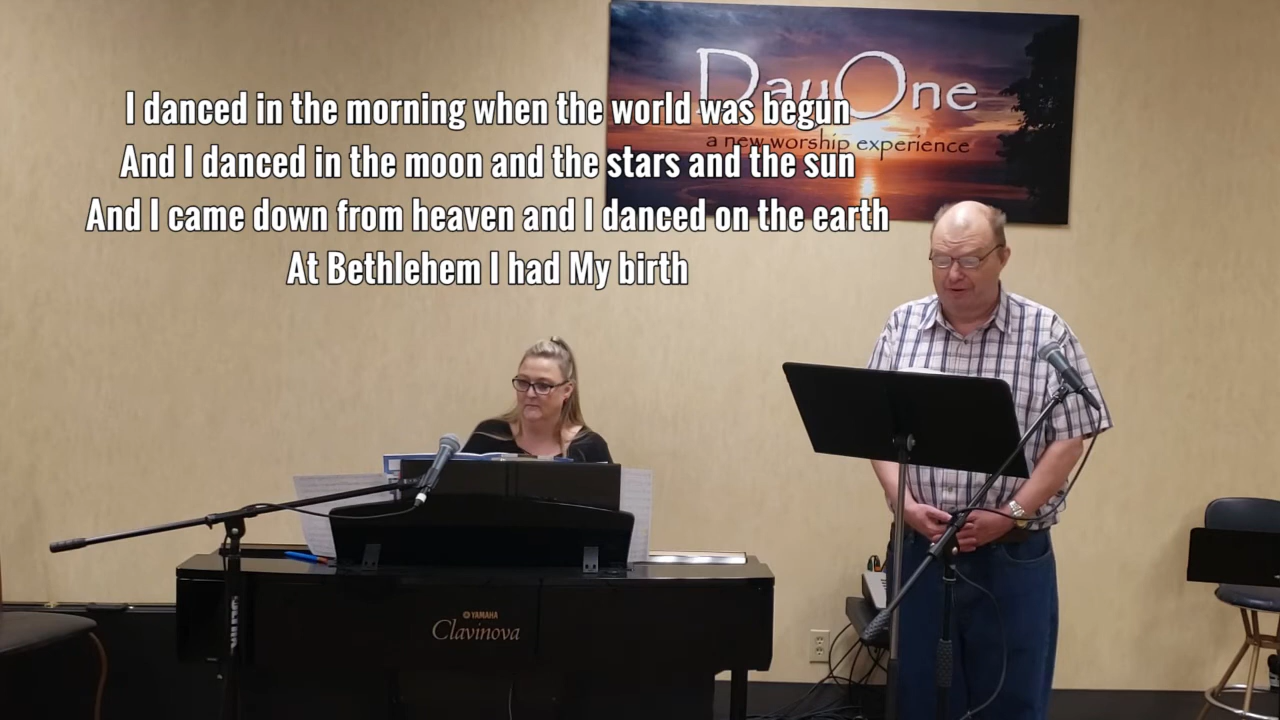 DayOne
a new worship experience
I danced in the morning when the world was begun
And I danced in the moon and the stars and the sun
And I came down from heaven and I danced on the earth
At Bethlehem I had My birth
YAMAHA
Clavinova